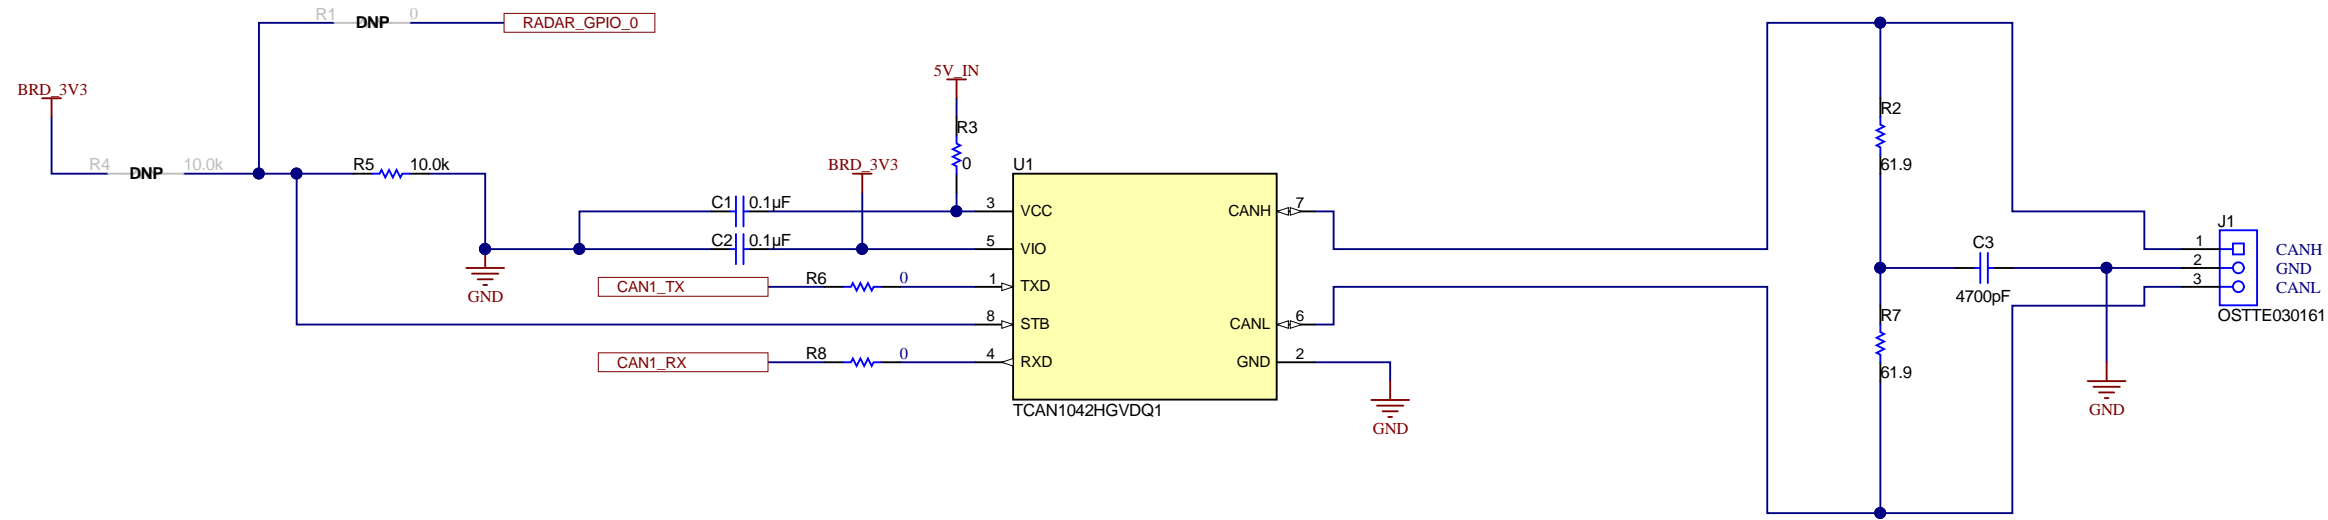 R1 DNP 0
RADAR_GPIO_0
BRD_3V3
R4 DNP 10.0k
R5 10.0k
GND
5V_IN
R3
0
BRD_3V3
C1 0.1µF
C2 0.1µF
CAN1_TX
R6 0
CAN1_RX
R8 0
U1
3 VCC
5 VIO
1 TXD
8 STB
4 RXD
CANH 7
CANL 6
GND 2
TCAN1042HGVDQ1
GND
R2
61.9
C3
4700pF
R7
61.9
GND
J1
1 CANH
2 GND
3 CANL
OSTTE030161